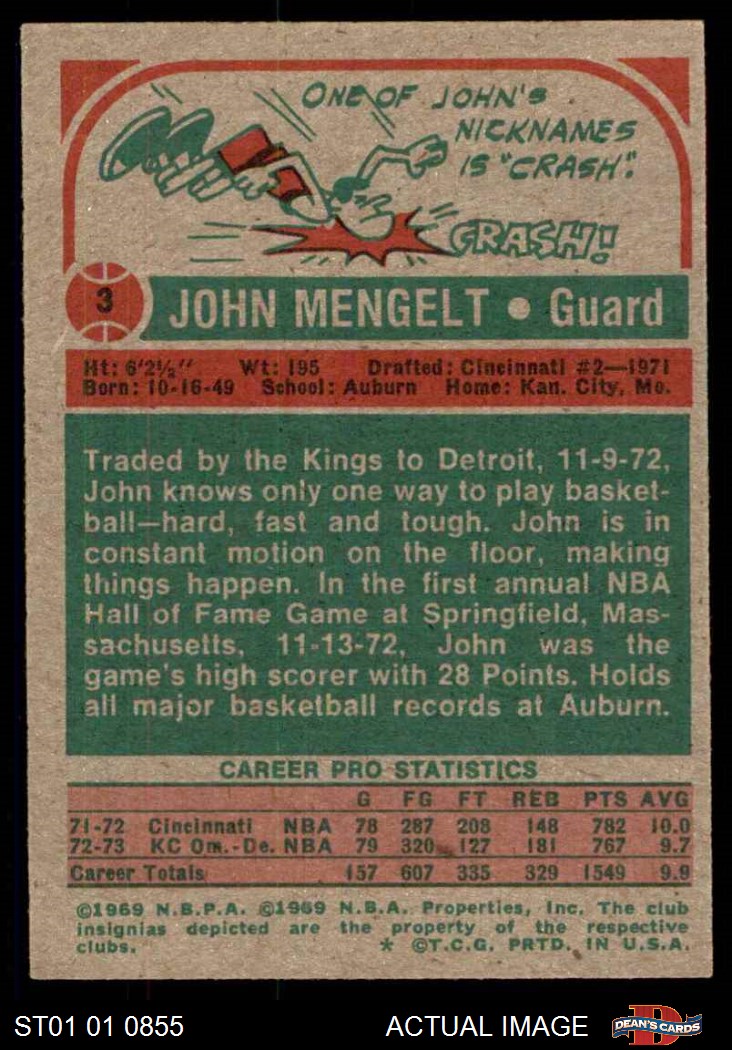 ONE OF JOHN'S
NICKNAMES
IS "CRASH".
CRASH!
3
JOHN MENGELT • Guard
Ht: 6'2½" Wt: 195 Drafted: Cincinnati #2—1971
Born: 10-16-49 School: Auburn Home: Kan. City, Mo.
Traded by the Kings to Detroit, 11-9-72,
John knows only one way to play basket-
ball—hard, fast and tough. John is in
constant motion on the floor, making
things happen. In the first annual NBA
Hall of Fame Game at Springfield, Mas-
sachusetts, 11-13-72, John was the
game's high scorer with 28 Points. Holds
all major basketball records at Auburn.
CAREER PRO STATISTICS
G FG FT REB PTS AVG
71-72 Cincinnati NBA 78 287 208 148 782 10.0
72-73 KC Om.-De. NBA 79 320 127 181 767 9.7
Career Totals 157 607 335 329 1549 9.9
©1969 N.B.P.A. ©1969 N.B.A. Properties, Inc. The club
insignias depicted are the property of the respective
clubs. * ©T.C.G. PRTD. IN U.S.A.
ST01 01 0855 ACTUAL IMAGE DEAN'S CARDS